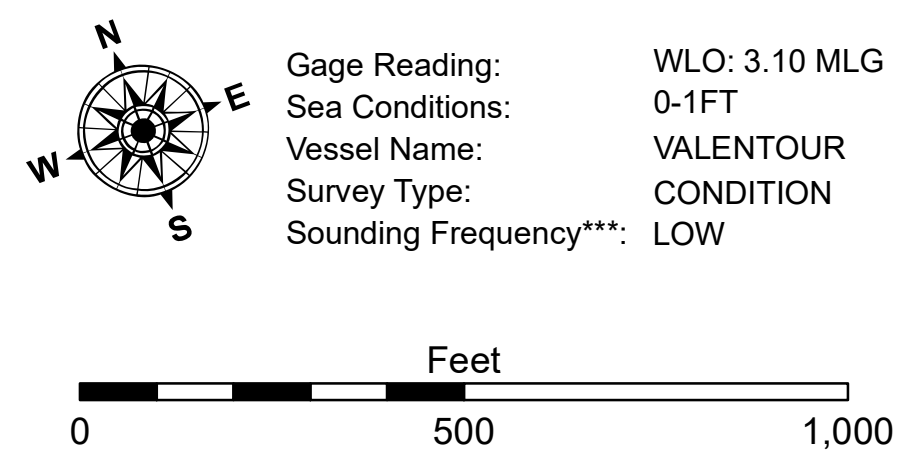 N
E
W
S
Gage Reading: WLO: 3.10 MLG
Sea Conditions: 0-1FT
Vessel Name: VALENTOUR
Survey Type: CONDITION
Sounding Frequency***: LOW
Feet
0 500 1,000